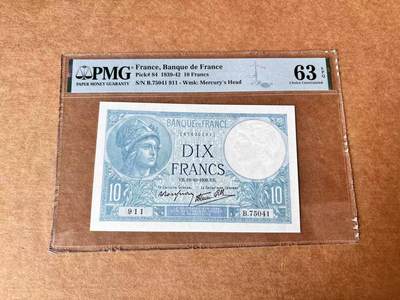 PMG
PAPER MONEY GUARANTY
France, Banque de France
Pick# 84 1939-42 10 Francs
S/N B.75041 911 - Wmk: Mercury's Head
63 EPQ
Choice Uncirculated
BANQUE DE FRANCE
DIX
FRANCS
10
10
911
B.75041